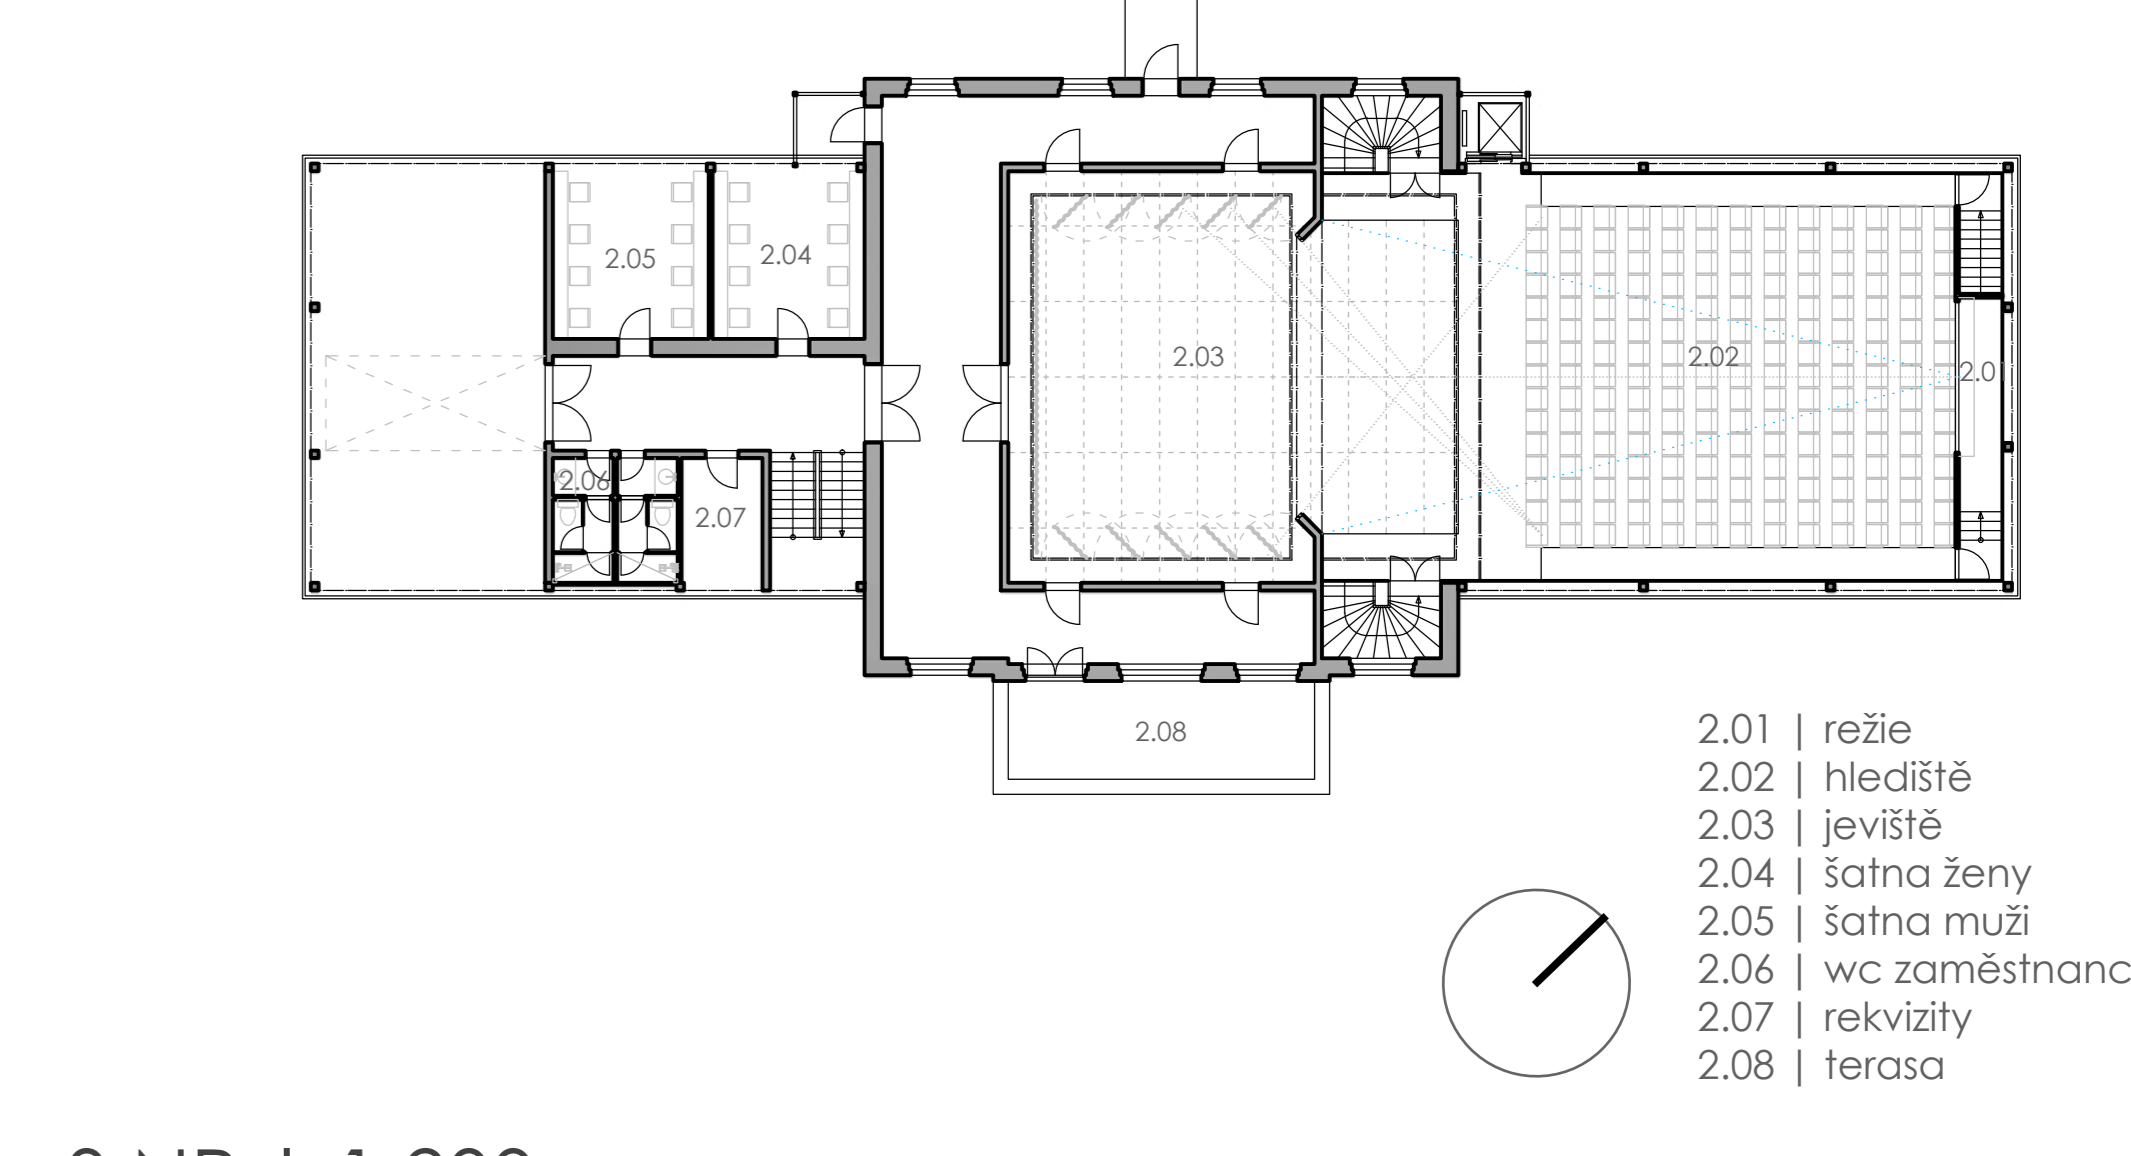 2.05
2.04
2.03
2.02
2.0
2.06
2.07
2.08
2.01 | režie
2.02 | hlediště
2.03 | jeviště
2.04 | šatna ženy
2.05 | šatna muži
2.06 | wc zaměstnanc
2.07 | rekvizity
2.08 | terasa